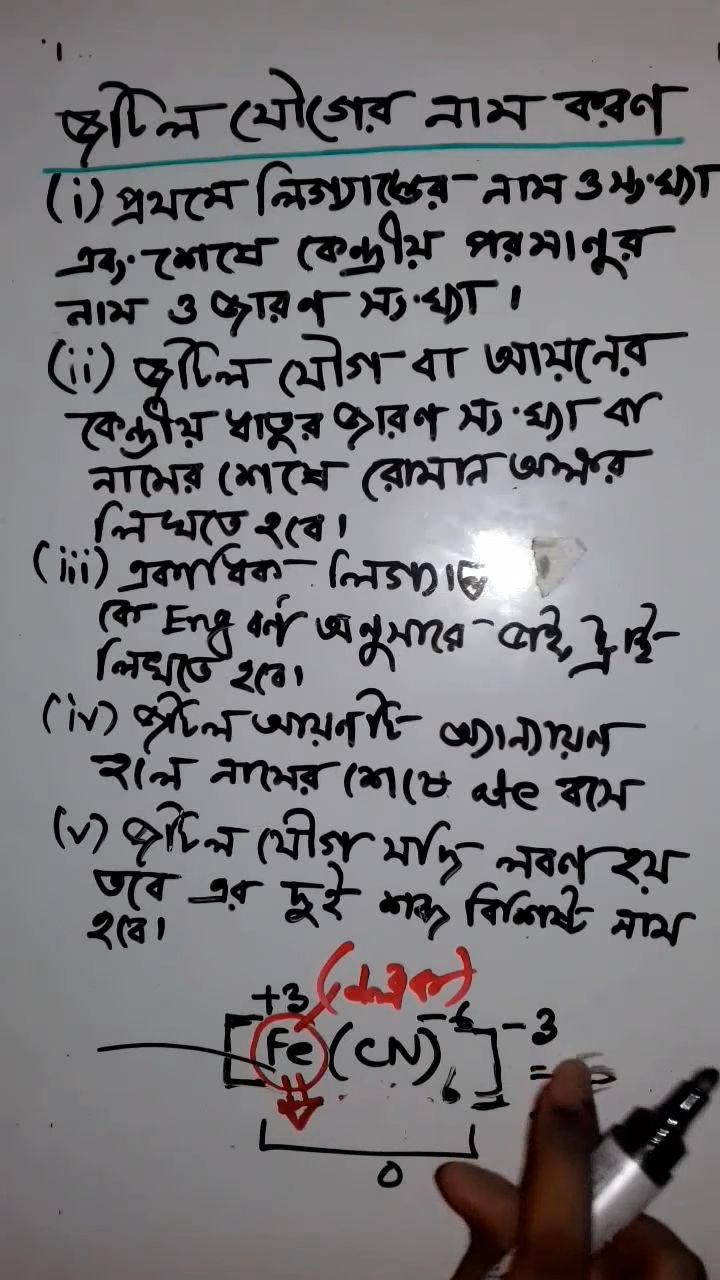 জটিল যৌগের নাম করণ
(i) প্রথমে লিগ্যান্ডের নাম ও সংখ্যা
এবং শেষে কেন্দ্রীয় পরমানুর
নাম ও জারণ সংখ্যা।
(ii) জটিল যৌগ বা আয়নের
কেন্দ্রীয় ধাতুর জারণ সংখ্যা বা
নামের শেষে রোমান অক্ষরে
লিখতে হবে।
(iii) একাধিক লিগ্যান্ড
কে Eng বর্ণ অনুসারে ডাই, ট্রাই
লিখতে হবে।
(iv) জটিল আয়নটি অ্যানায়ন
হলে নামের শেষে ate বসে
(v) জটিল যৌগ যদি লবণ হয়
তবে এর দুই শব্দ বিশিষ্ট নাম
হবে।
+3
[Fe(CN)₆⁻⁶]⁻³
0